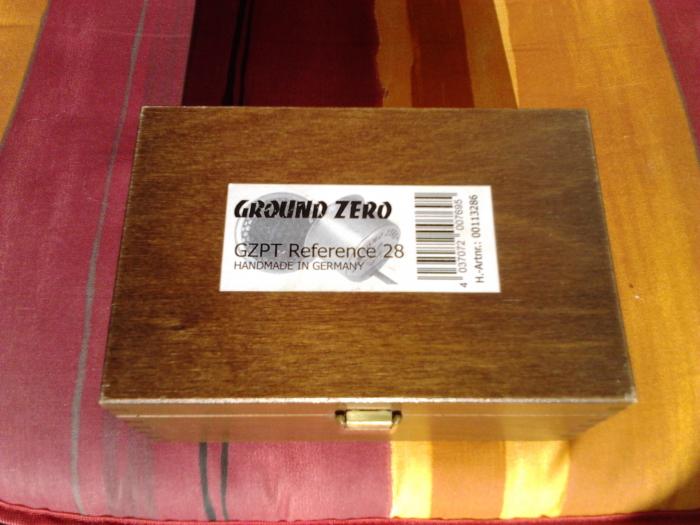 GROUND ZERO
GZPT Reference 28
HANDMADE IN GERMANY
4 037072 007695
H.-Artnr.: 00113286